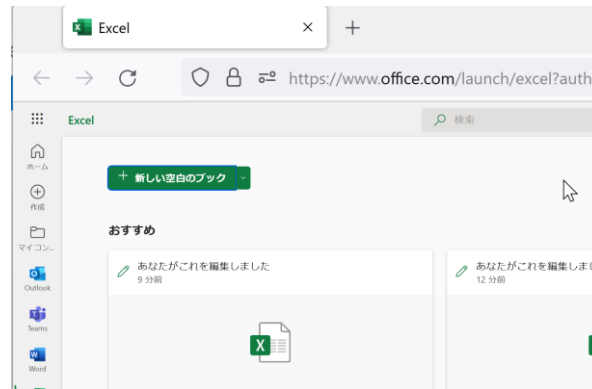 Excel
https://www.office.com/launch/excel?auth
Excel
検索
ホーム
+ 新しい空白のブック
作成
おすすめ
マイ コン...
あなたがこれを編集しました
9 分前
あなたがこれを編集しま
12 分前
Outlook
Teams
Word